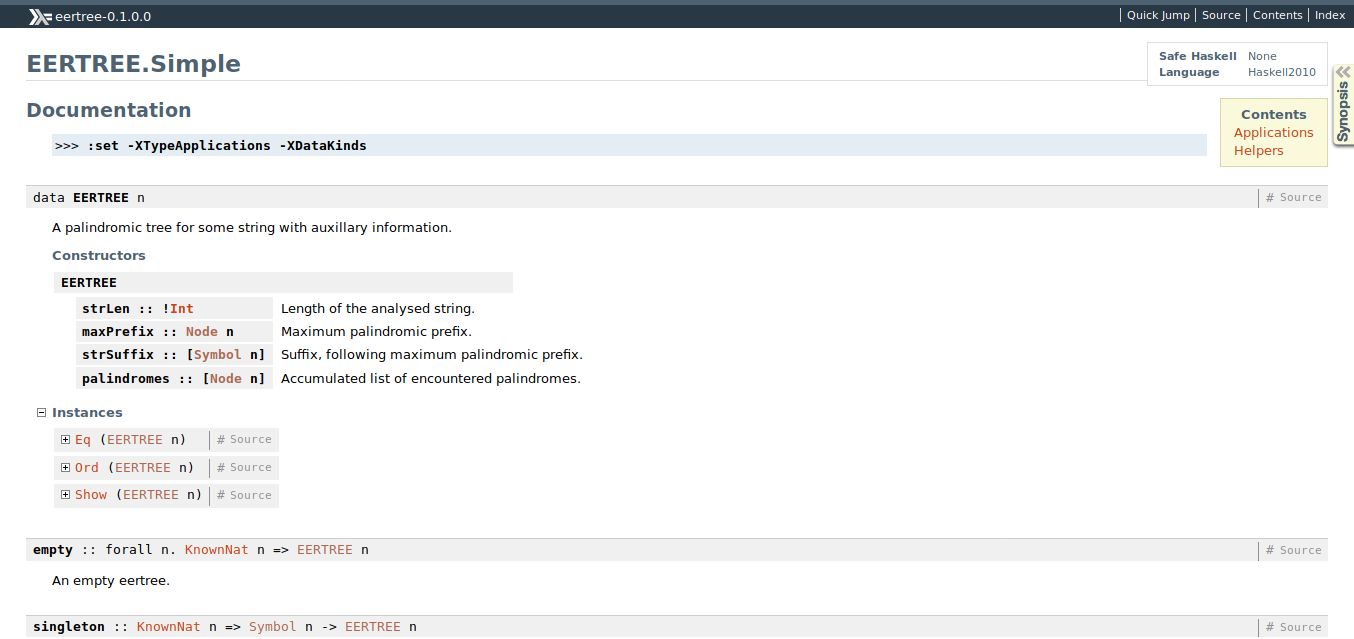 eertree-0.1.0.0
Quick Jump Source Contents Index
EERTREE.Simple
Safe Haskell None
Language Haskell2010
Synopsis
Contents
Applications
Helpers
Documentation
>>> :set -XTypeApplications -XDataKinds
data EERTREE n # Source
A palindromic tree for some string with auxillary information.
Constructors
EERTREE
strLen :: !Int Length of the analysed string.
maxPrefix :: Node n Maximum palindromic prefix.
strSuffix :: [Symbol n] Suffix, following maximum palindromic prefix.
palindromes :: [Node n] Accumulated list of encountered palindromes.
Instances
Eq (EERTREE n) # Source
Ord (EERTREE n) # Source
Show (EERTREE n) # Source
empty :: forall n. KnownNat n => EERTREE n # Source
An empty eertree.
singleton :: KnownNat n => Symbol n -> EERTREE n # Source